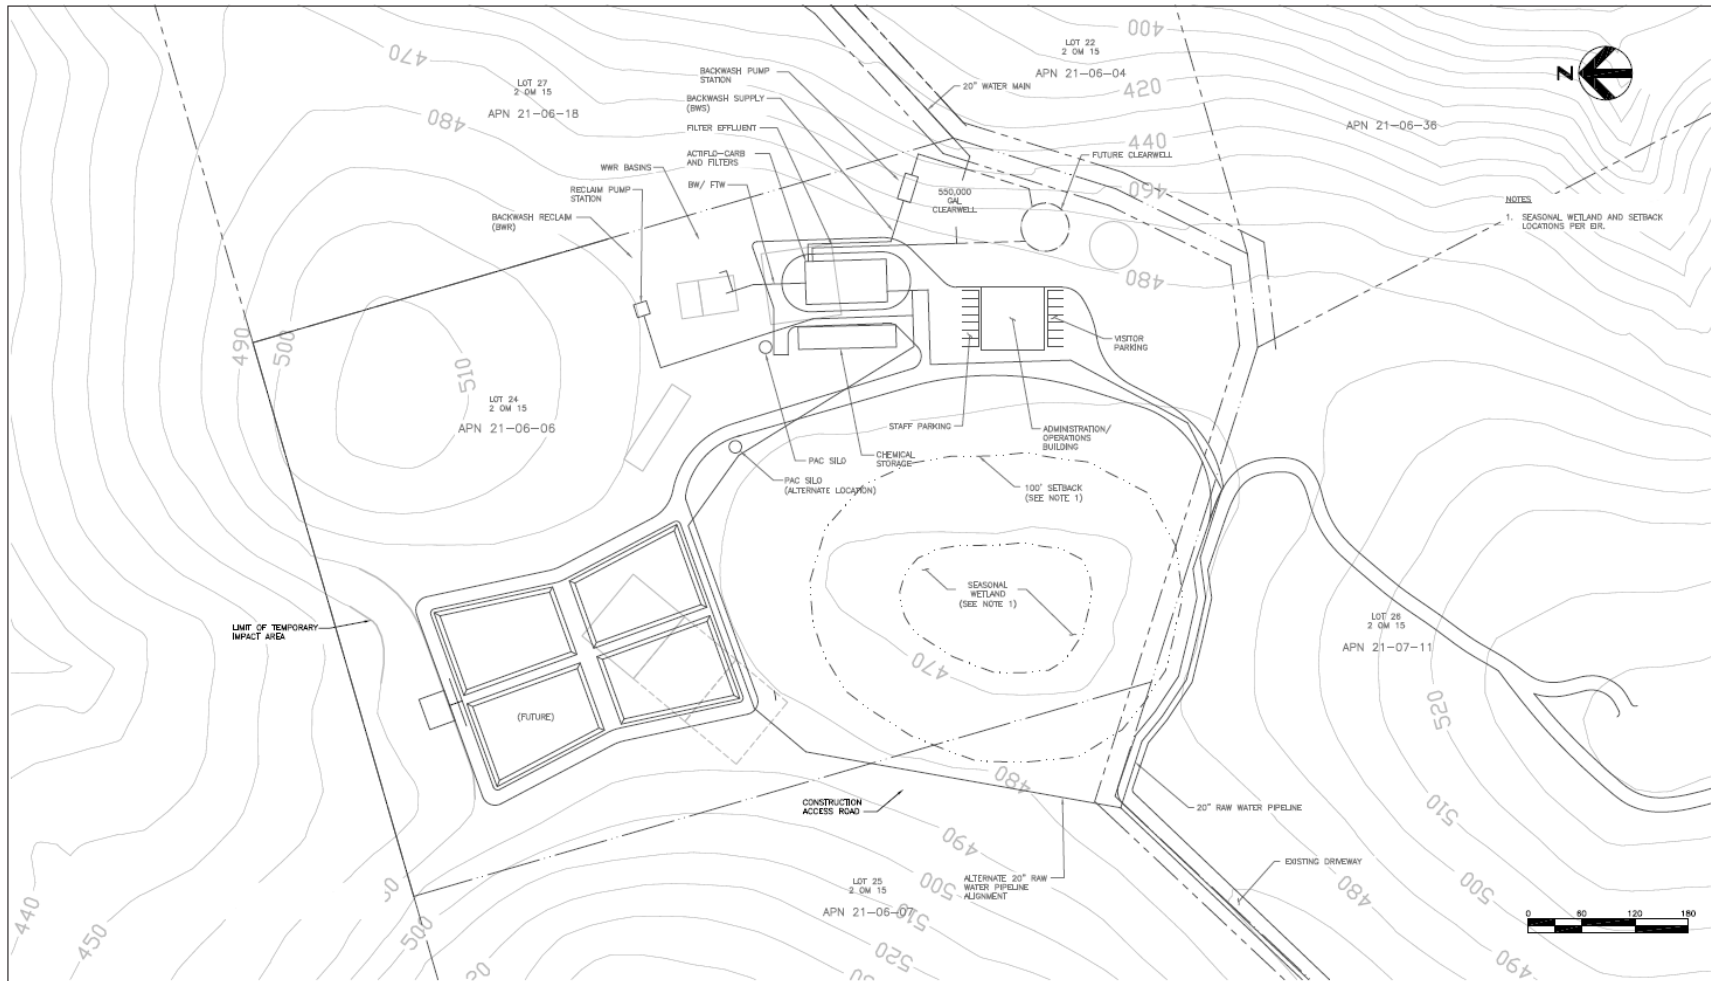 400
LOT 22
2 OM 15
APN 21-06-04
470
420
N
BACKWASH PUMP
STATION
20" WATER MAIN
LOT 27
2 OM 15
APN 21-06-18
480
BACKWASH SUPPLY
(BWS)
APN 21-06-36
FILTER EFFLUENT
440
ACTIFLO-CARB
AND FILTERS
FUTURE CLEARWELL
WWR BASINS
BW/ FTW
460
RECLAIM PUMP
STATION
550,000
GAL
CLEARWELL
NOTES
1. SEASONAL WETLAND AND SETBACK
LOCATIONS PER EIR.
BACKWASH RECLAIM
(BWR)
480
490
500
510
VISITOR
PARKING
LOT 24
2 OM 15
APN 21-06-06
STAFF PARKING
ADMINISTRATION/
OPERATIONS
BUILDING
PAC SILO
CHEMICAL
STORAGE
PAC SILO
(ALTERNATE LOCATION)
100' SETBACK
(SEE NOTE 1)
SEASONAL
WETLAND
(SEE NOTE 1)
LIMIT OF TEMPORARY
IMPACT AREA
LOT 26
2 OM 15
APN 21-07-11
470
(FUTURE)
520
480
CONSTRUCTION
ACCESS ROAD
20" RAW WATER PIPELINE
510
490
EXISTING DRIVEWAY
LOT 25
2 OM 15
APN 21-06-07
500
ALTERNATE 20" RAW
WATER PIPELINE
ALIGNMENT
480
500
440
450
500
510
520
490
0 60 120 180